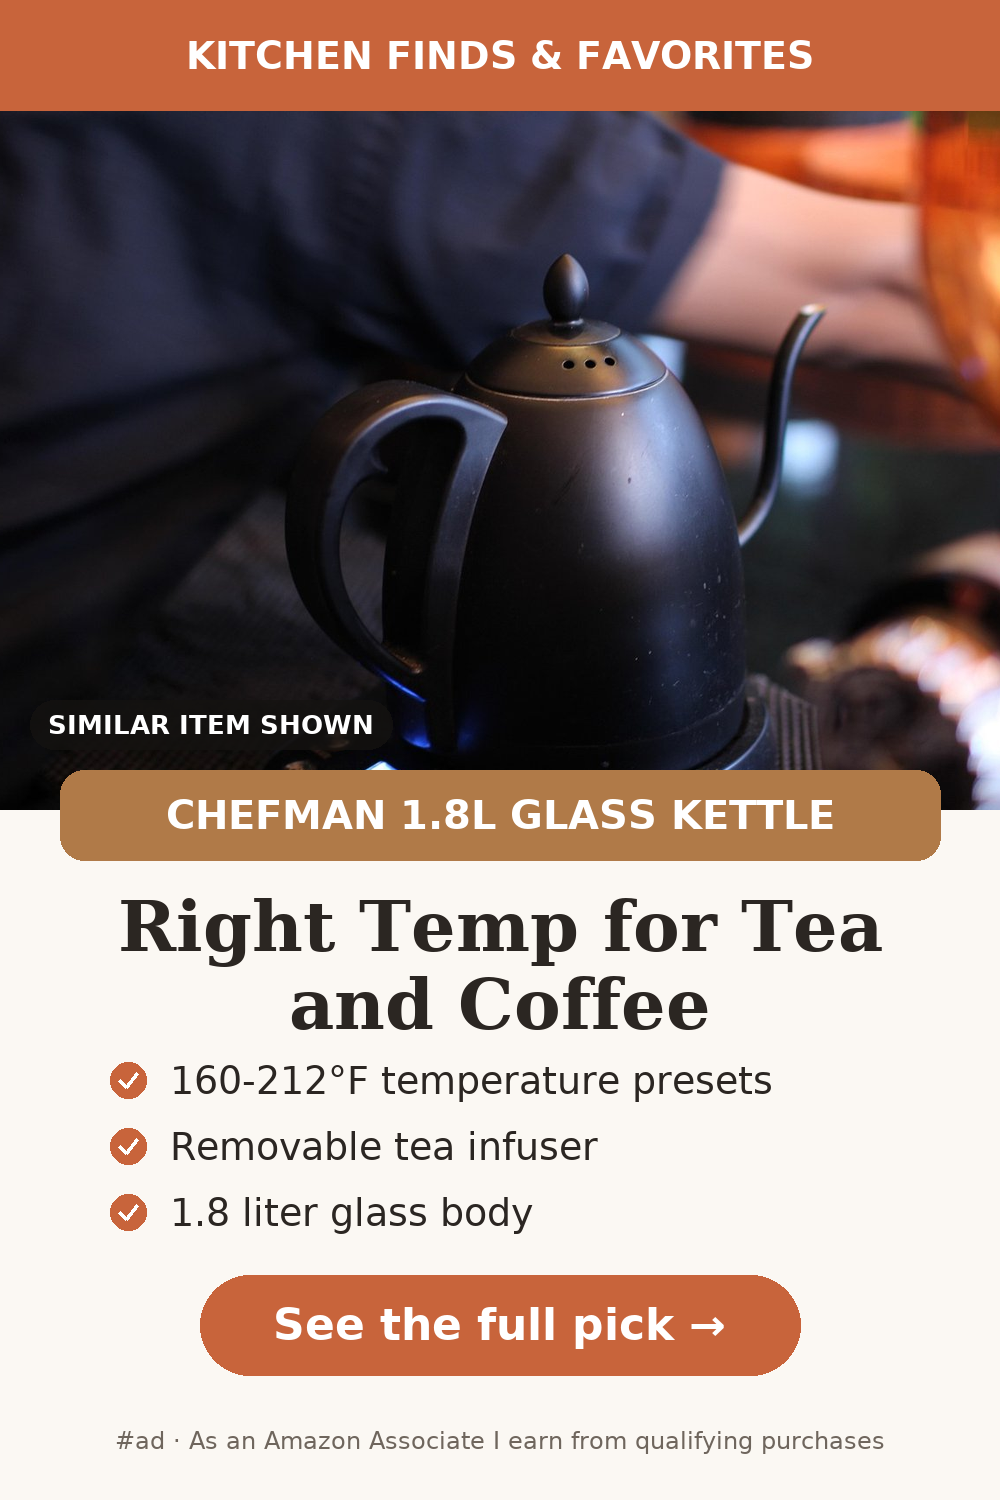 KITCHEN FINDS & FAVORITES
SIMILAR ITEM SHOWN
CHEFMAN 1.8L GLASS KETTLE
Right Temp for Tea
and Coffee
160-212°F temperature presets
Removable tea infuser
1.8 liter glass body
See the full pick →
#ad · As an Amazon Associate I earn from qualifying purchases